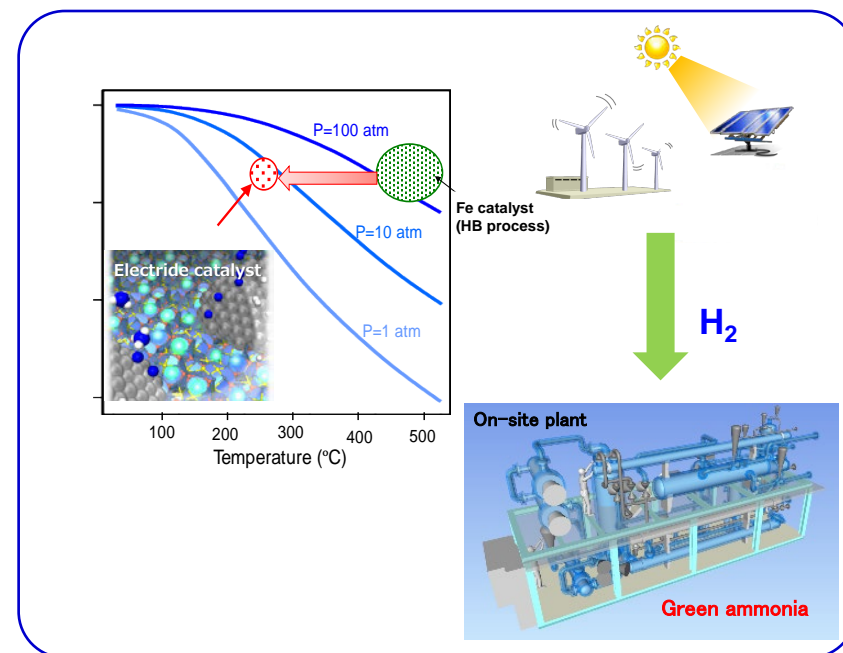 P=100 atm
Fe catalyst
(HB process)
P=10 atm
Electride catalyst
P=1 atm
100
200
300
400
500
Temperature (ºC)
H₂
On-site plant
Green ammonia